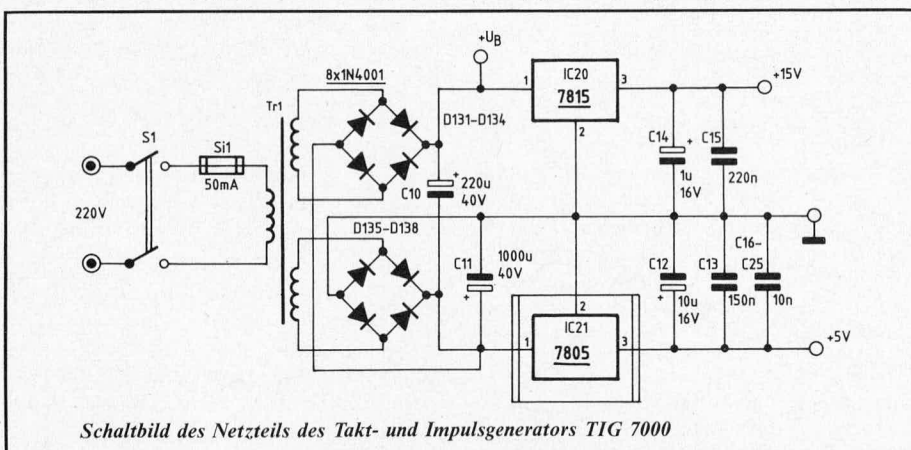 +UB
8x1N4001
Tr1
S1
Si1
50mA
220V
D131-D134
C10
220u
40V
+
D135-D138
C11
1000u
40V
+
1
IC20
7815
3
2
+15V
C14
+
1u
16V
C15
220n
C12
+
10u
16V
C13
150n
C16-
C25
10n
2
IC21
1
7805
3
+5V
Schaltbild des Netzteils des Takt- und Impulsgenerators TIG 7000